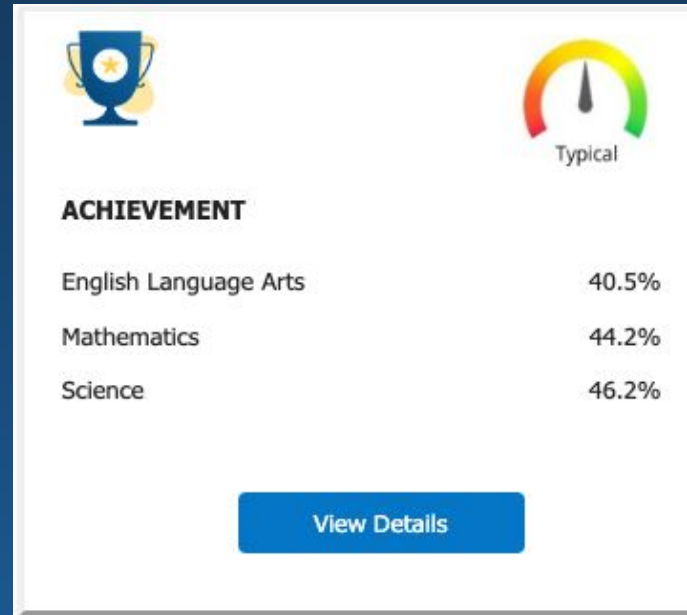 Typical
ACHIEVEMENT
English Language Arts 40.5%
Mathematics 44.2%
Science 46.2%
View Details